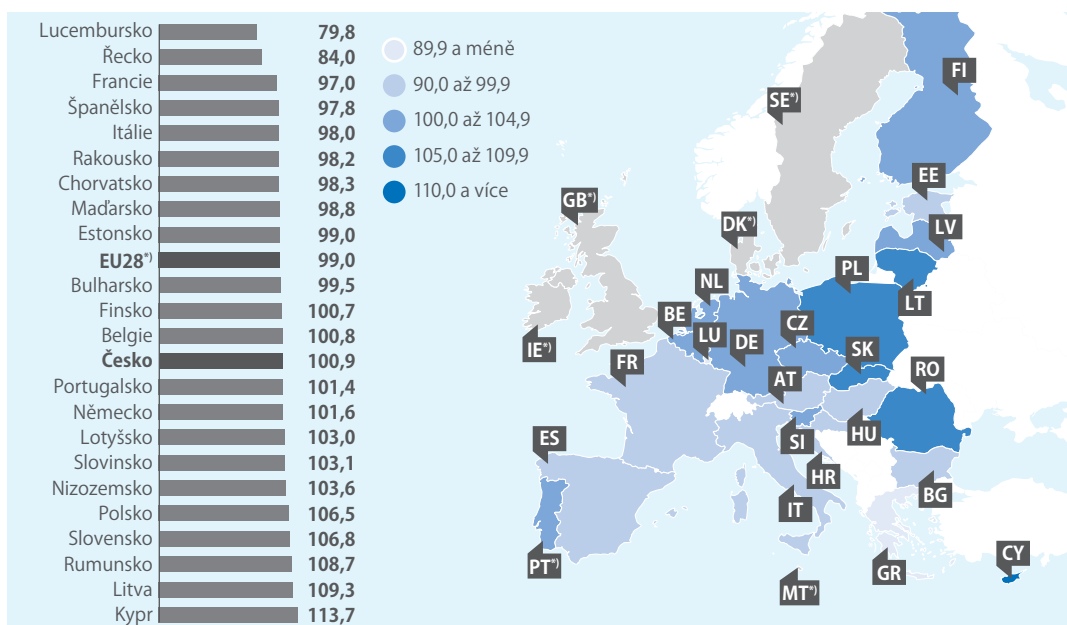 Lucembursko 79,8
Řecko 84,0
Francie 97,0
Španělsko 97,8
Itálie 98,0
Rakousko 98,2
Chorvatsko 98,3
Maďarsko 98,8
Estonsko 99,0
EU28*) 99,0
Bulharsko 99,5
Finsko 100,7
Belgie 100,8
Česko 100,9
Portugalsko 101,4
Německo 101,6
Lotyšsko 103,0
Slovinsko 103,1
Nizozemsko 103,6
Polsko 106,5
Slovensko 106,8
Rumunsko 108,7
Litva 109,3
Kypr 113,7
89,9 a méně
90,0 až 99,9
100,0 až 104,9
105,0 až 109,9
110,0 a více
FI
SE*)
EE
GB*)
DK*)
LV
PL
NL
LT
BE
CZ
IE*)
LU
DE
SK
FR
RO
AT
ES
SI
HU
HR
BG
IT
PT*)
GR
CY
MT*)